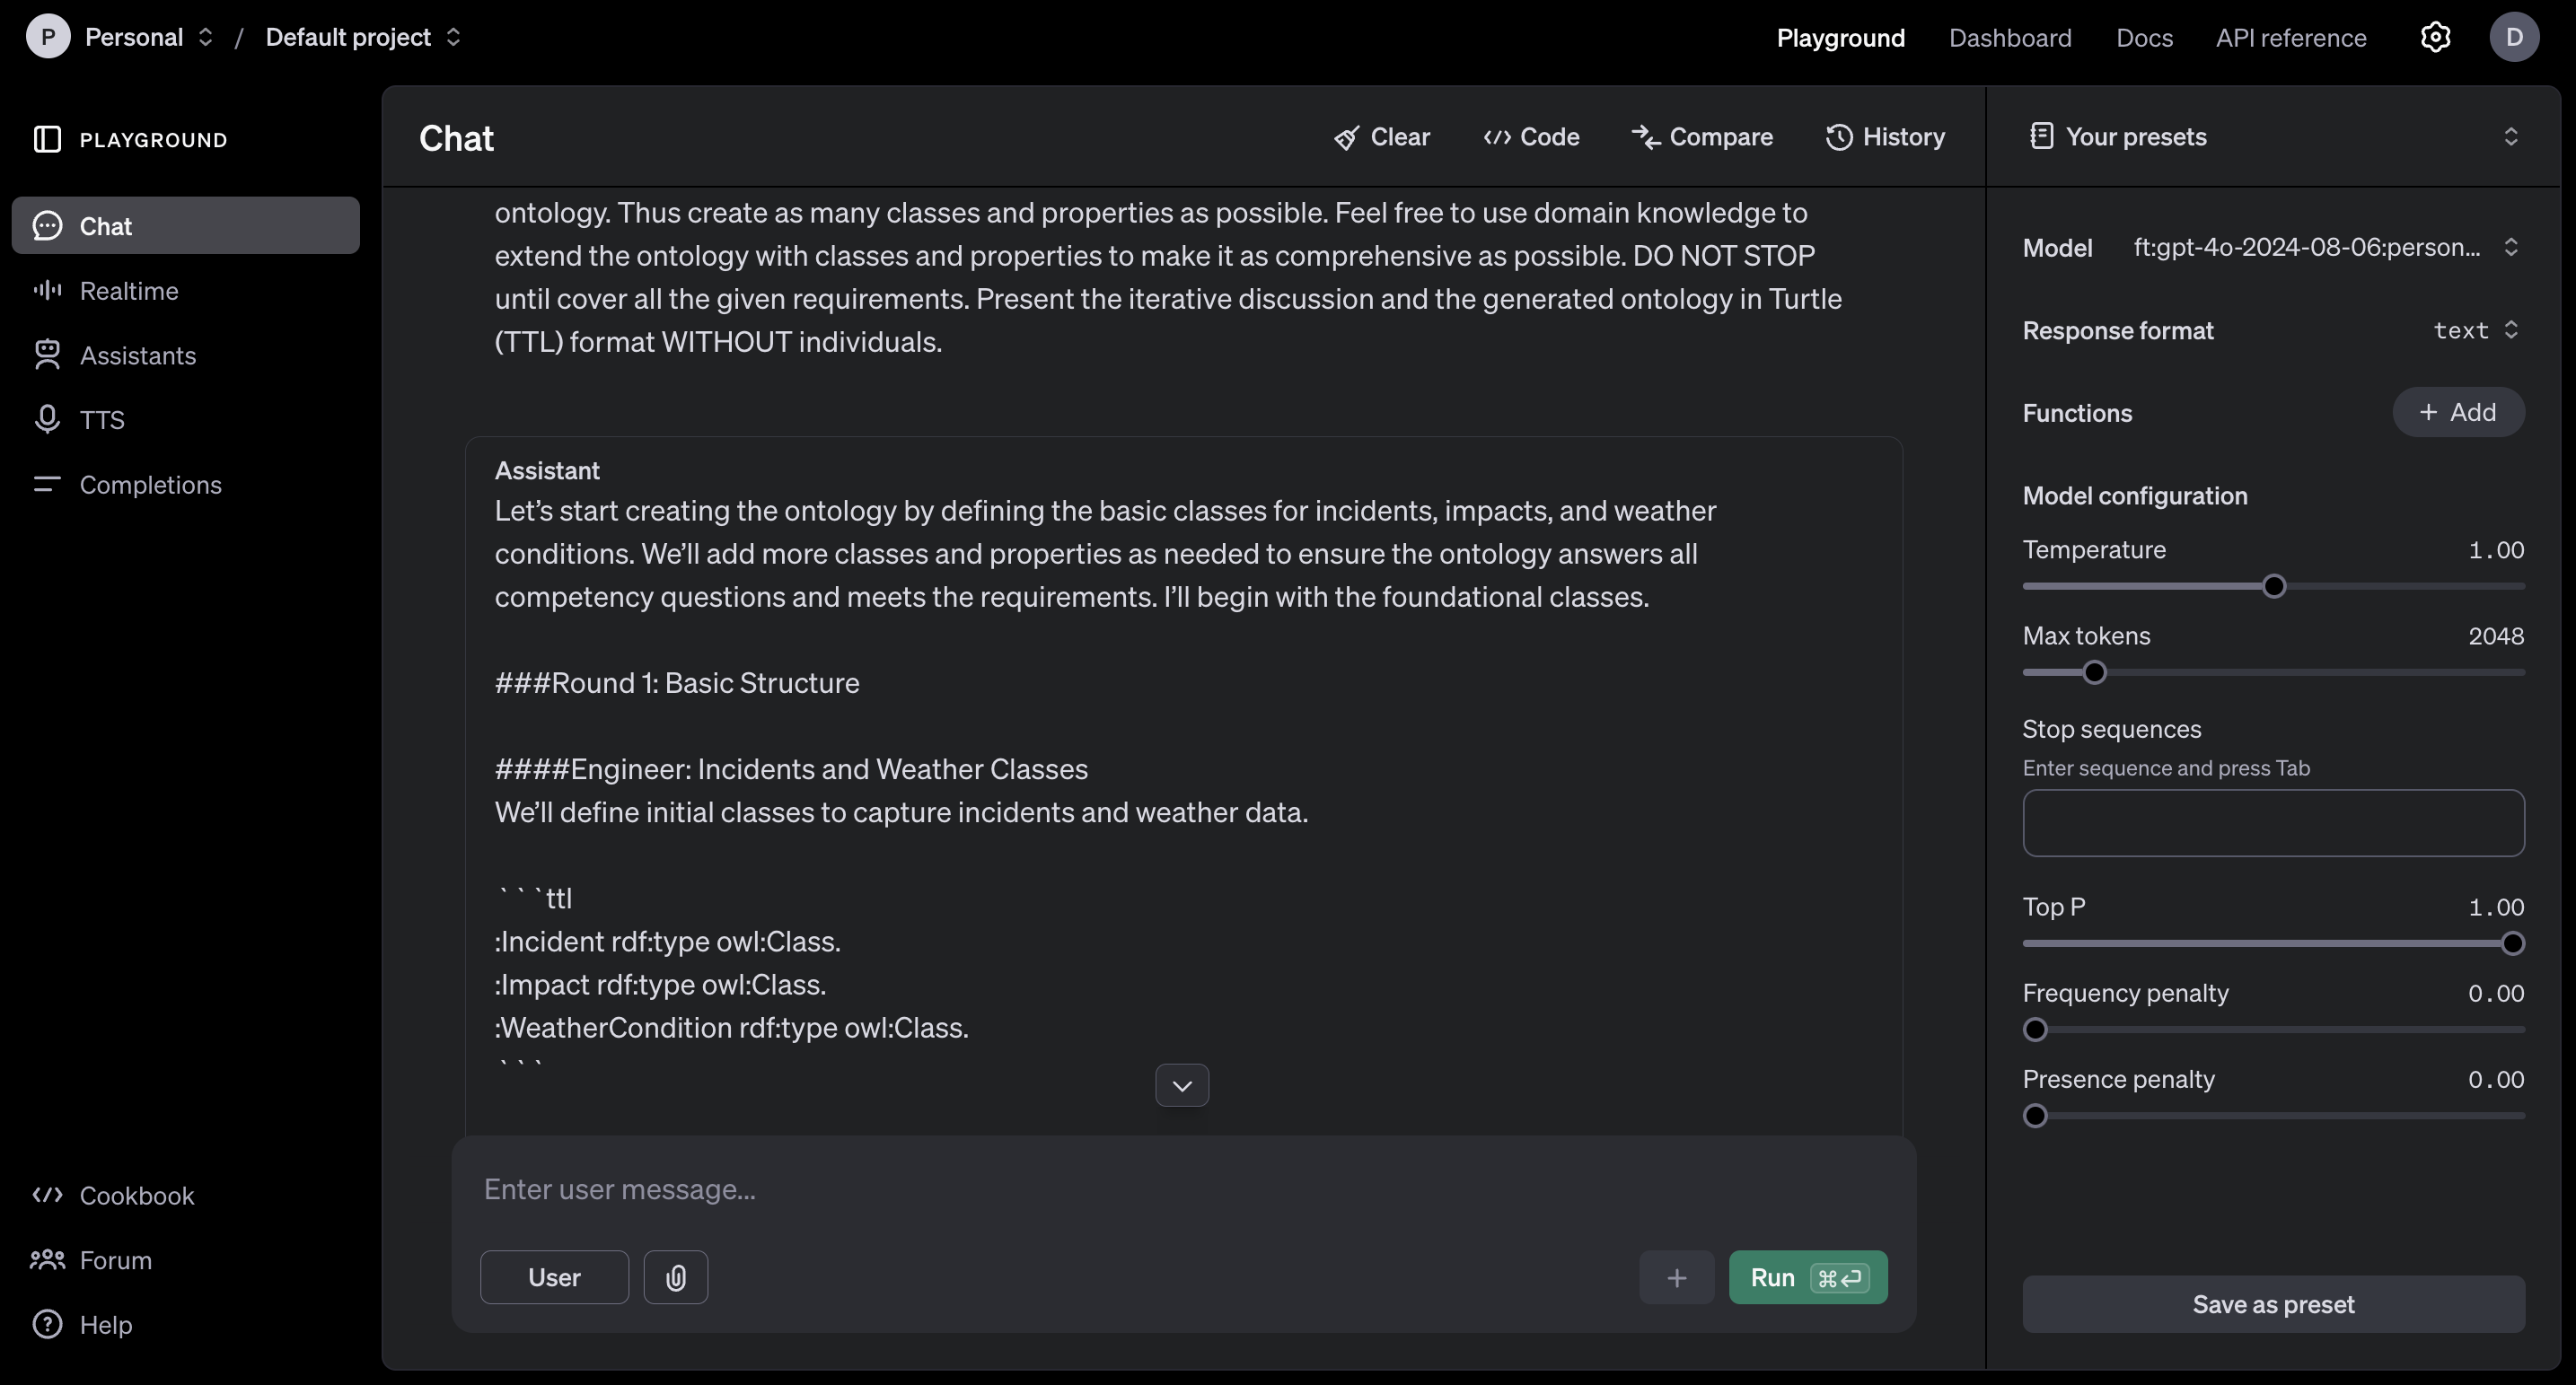 P Personal / Default project
Playground Dashboard Docs API reference D
PLAYGROUND
Chat
Realtime
Assistants
TTS
Completions
Cookbook
Forum
Help
Chat
Clear Code Compare History
ontology. Thus create as many classes and properties as possible. Feel free to use domain knowledge to
extend the ontology with classes and properties to make it as comprehensive as possible. DO NOT STOP
until cover all the given requirements. Present the iterative discussion and the generated ontology in Turtle
(TTL) format WITHOUT individuals.
Assistant
Let’s start creating the ontology by defining the basic classes for incidents, impacts, and weather
conditions. We’ll add more classes and properties as needed to ensure the ontology answers all
competency questions and meets the requirements. I’ll begin with the foundational classes.
###Round 1: Basic Structure
####Engineer: Incidents and Weather Classes
We’ll define initial classes to capture incidents and weather data.
```ttl
:Incident rdf:type owl:Class.
:Impact rdf:type owl:Class.
:WeatherCondition rdf:type owl:Class.
```
Enter user message...
User
+ Run ⌘↵
Your presets
Model ft:gpt-4o-2024-08-06:person...
Response format text
Functions + Add
Model configuration
Temperature 1.00
Max tokens 2048
Stop sequences
Enter sequence and press Tab
Top P 1.00
Frequency penalty 0.00
Presence penalty 0.00
Save as preset